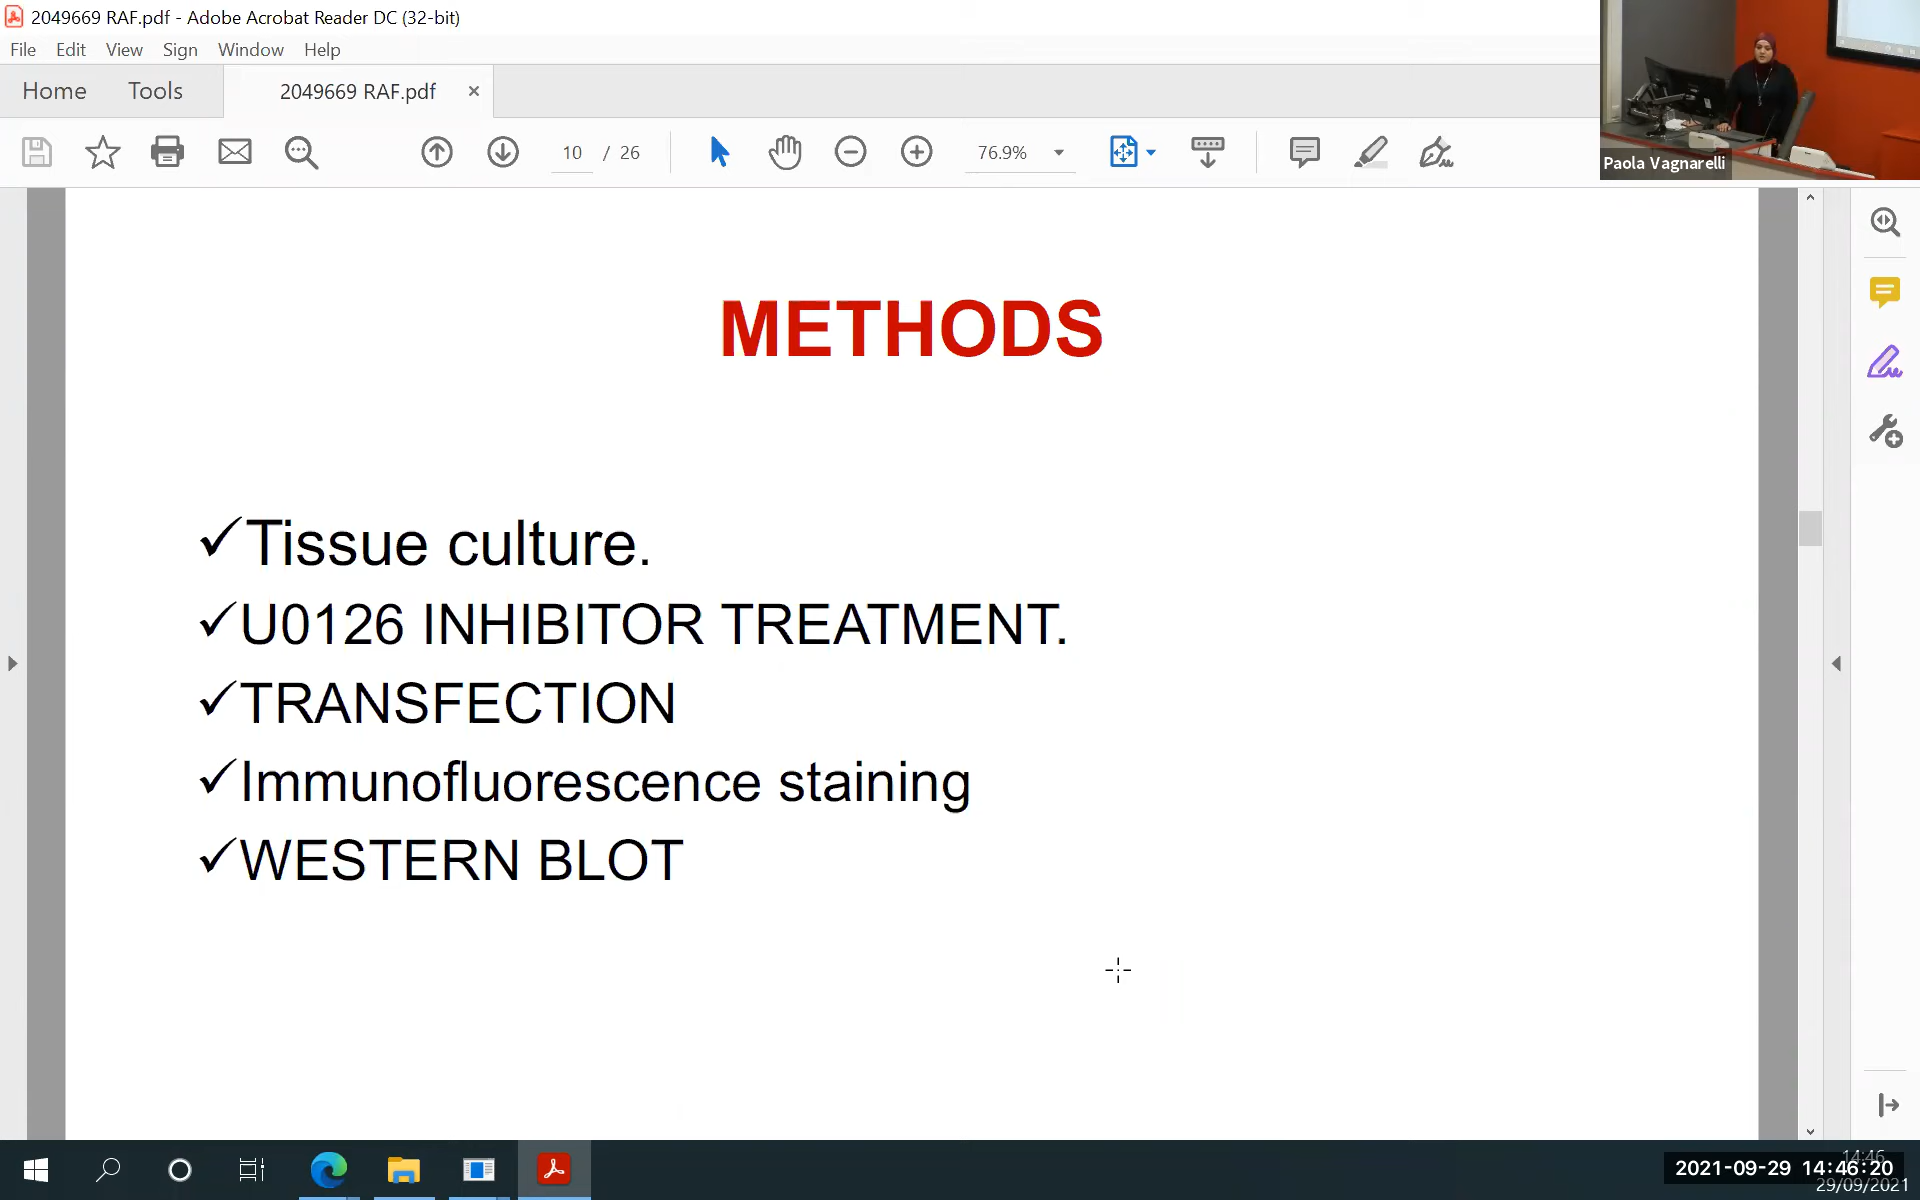 2049669 RAF.pdf - Adobe Acrobat Reader DC (32-bit)
File Edit View Sign Window Help
Home Tools 2049669 RAF.pdf ×
10 / 26 76.9%
Paola Vagnarelli
METHODS
✓Tissue culture.
✓U0126 INHIBITOR TREATMENT.
✓TRANSFECTION
✓Immunofluorescence staining
✓WESTERN BLOT
14:46
2021-09-29 14:46:20
29/09/2021